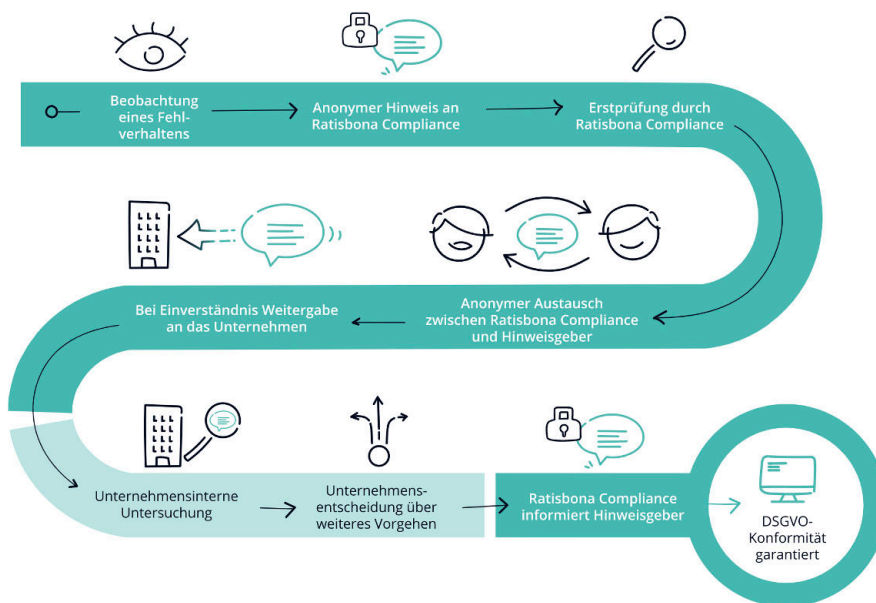 Beobachtung
eines Fehl-
verhaltens
Anonymer Hinweis an
Ratisbona Compliance
Erstprüfung durch
Ratisbona Compliance
Anonymer Austausch
zwischen Ratisbona Compliance
und Hinweisgeber
Bei Einverständnis Weitergabe
an das Unternehmen
Unternehmensinterne
Untersuchung
Unternehmens-
entscheidung über
weiteres Vorgehen
Ratisbona Compliance
informiert Hinweisgeber
DSGVO-
Konformität
garantiert